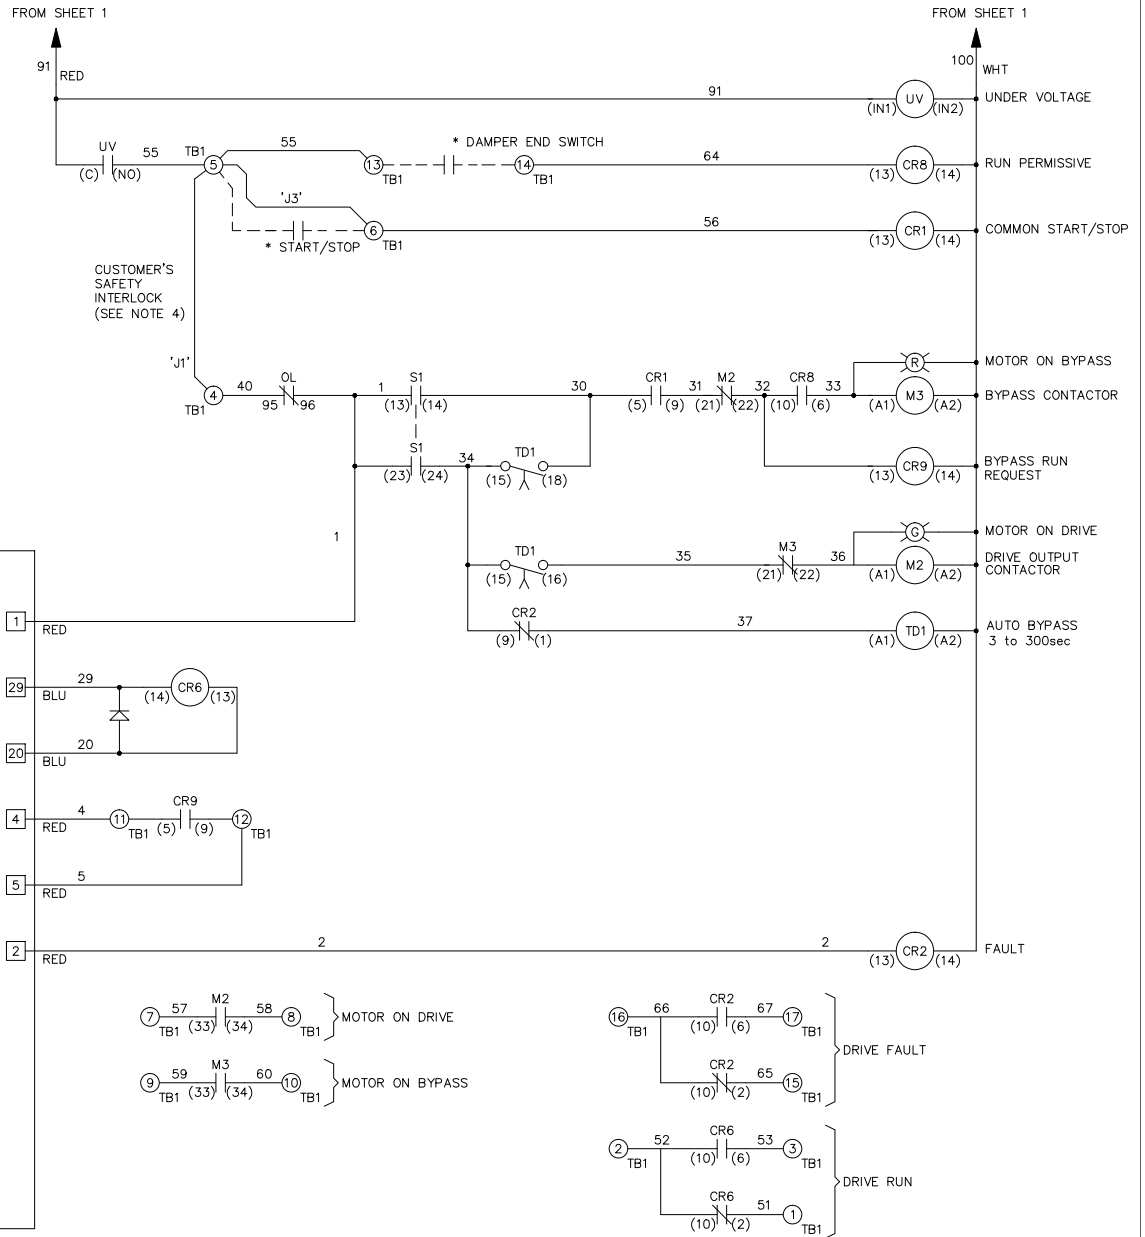 FROM SHEET 1
FROM SHEET 1
91
RED
100
WHT
91
UV
(IN1)
(IN2)
UNDER VOLTAGE
UV
(C)
(NO)
55
TB1
5
55
13
TB1
* DAMPER END SWITCH
14
TB1
64
CR8
(13)
(14)
RUN PERMISSIVE
'J3'
* START/STOP
6
TB1
56
CR1
(13)
(14)
COMMON START/STOP
CUSTOMER'S
SAFETY
INTERLOCK
(SEE NOTE 4)
'J1'
4
TB1
40
OL
95
96
1
S1
(13)
(14)
30
CR1
(5)
(9)
31
M2
(21)
(22)
32
CR8
(10)
(6)
33
R
MOTOR ON BYPASS
M3
(A1)
(A2)
BYPASS CONTACTOR
S1
(23)
(24)
34
TD1
(15)
(18)
CR9
(13)
(14)
BYPASS RUN
REQUEST
1
G
MOTOR ON DRIVE
TD1
(15)
(16)
35
M3
(21)
(22)
36
M2
(A1)
(A2)
DRIVE OUTPUT
CONTACTOR
CR2
(9)
(1)
37
TD1
(A1)
(A2)
AUTO BYPASS
3 to 300sec
1
RED
29
BLU
29
CR6
(14)
(13)
20
BLU
20
4
RED
4
11
TB1
CR9
(5)
(9)
12
TB1
5
RED
5
2
RED
2
2
CR2
(13)
(14)
FAULT
7
TB1
57
M2
(33)
(34)
58
8
TB1
MOTOR ON DRIVE
9
TB1
59
M3
(33)
(34)
60
10
TB1
MOTOR ON BYPASS
16
TB1
66
CR2
(10)
(6)
67
17
TB1
CR2
(10)
(2)
65
15
TB1
DRIVE FAULT
2
TB1
52
CR6
(10)
(6)
53
3
TB1
CR6
(10)
(2)
51
1
TB1
DRIVE RUN